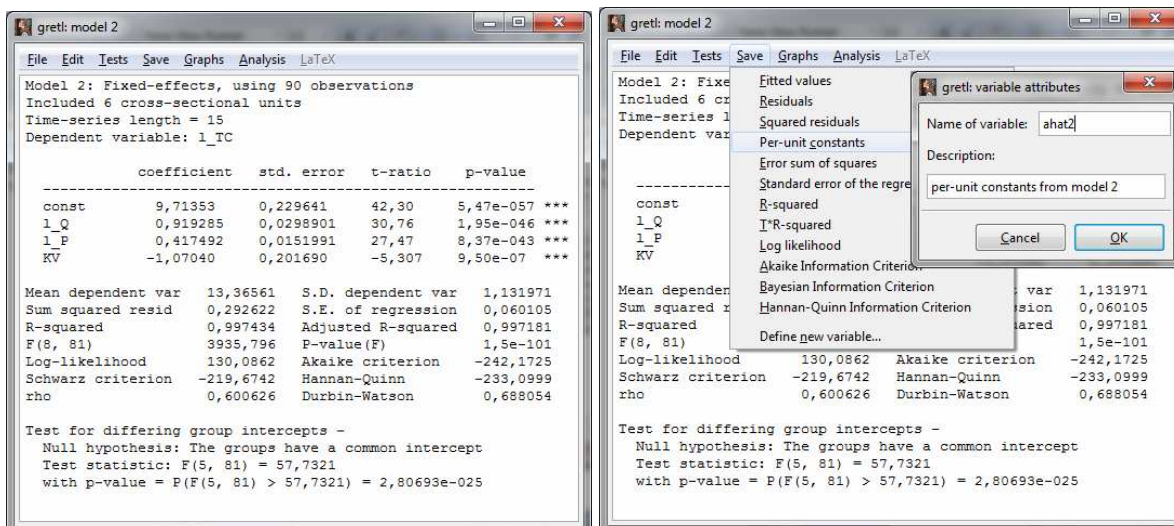 gretl: model 2
File Edit Tests Save Graphs Analysis LaTeX
Model 2: Fixed-effects, using 90 observations
Included 6 cross-sectional units
Time-series length = 15
Dependent variable: l_TC
coefficient std. error t-ratio p-value
const 9,71353 0,229641 42,30 5,47e-057 ***
l_Q 0,919285 0,0298901 30,76 1,95e-046 ***
l_P 0,417492 0,0151991 27,47 8,37e-043 ***
KV −1,07040 0,201690 −5,307 9,50e-07 ***
Mean dependent var 13,36561 S.D. dependent var 1,131971
Sum squared resid 0,292622 S.E. of regression 0,060105
R-squared 0,997434 Adjusted R-squared 0,997181
F(8, 81) 3935,796 P-value(F) 1,5e-101
Log-likelihood 130,0862 Akaike criterion −242,1725
Schwarz criterion −219,6742 Hannan-Quinn −233,0999
rho 0,600626 Durbin-Watson 0,688054
Test for differing group intercepts -
Null hypothesis: The groups have a common intercept
Test statistic: F(5, 81) = 57,7321
with p-value = P(F(5, 81) > 57,7321) = 2,80693e-025
gretl: model 2
File Edit Tests Save Graphs Analysis LaTeX
Model 2: Fixe
Included 6 cr
Time-series l
Dependent var
const
l_Q
l_P
KV
Fitted values
Residuals
Squared residuals
Per-unit constants
Error sum of squares
Standard error of the regre
R-squared
T*R-squared
Log likelihood
Akaike Information Criterion
Bayesian Information Criterion
Hannan-Quinn Information Criterion
Define new variable...
gretl: variable attributes
Name of variable: ahat2
Description:
per-unit constants from model 2
Cancel OK
Mean dependen var 1,131971
Sum squared r sion 0,060105
R-squared ared 0,997181
F(8, 81) 1,5e-101
Log-likelihood 130,0862 Akaike criterion −242,1725
Schwarz criterion −219,6742 Hannan-Quinn −233,0999
rho 0,600626 Durbin-Watson 0,688054
Test for differing group intercepts -
Null hypothesis: The groups have a common intercept
Test statistic: F(5, 81) = 57,7321
with p-value = P(F(5, 81) > 57,7321) = 2,80693e-025